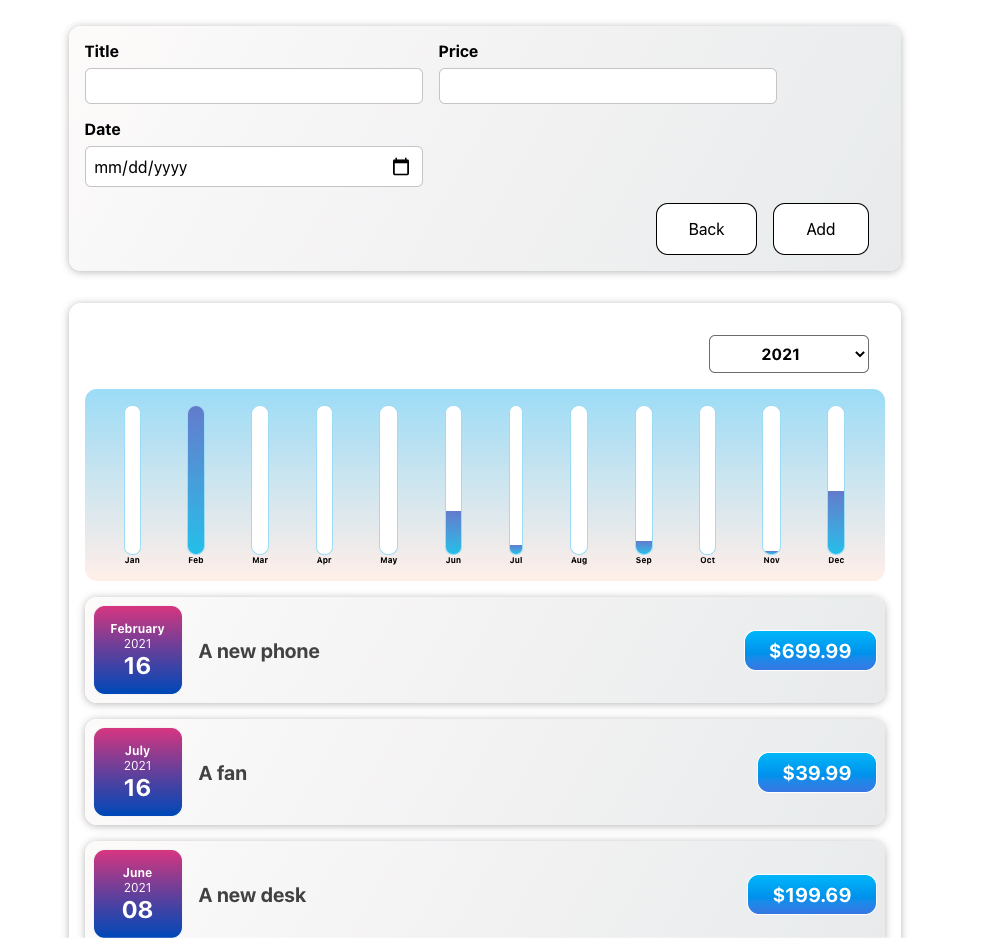 Title Price
Date
mm/dd/yyyy
Back Add
2021
Jan Feb Mar Apr May Jun Jul Aug Sep Oct Nov Dec
February
2021
16
A new phone
$699.99
July
2021
16
A fan
$39.99
June
2021
08
A new desk
$199.69